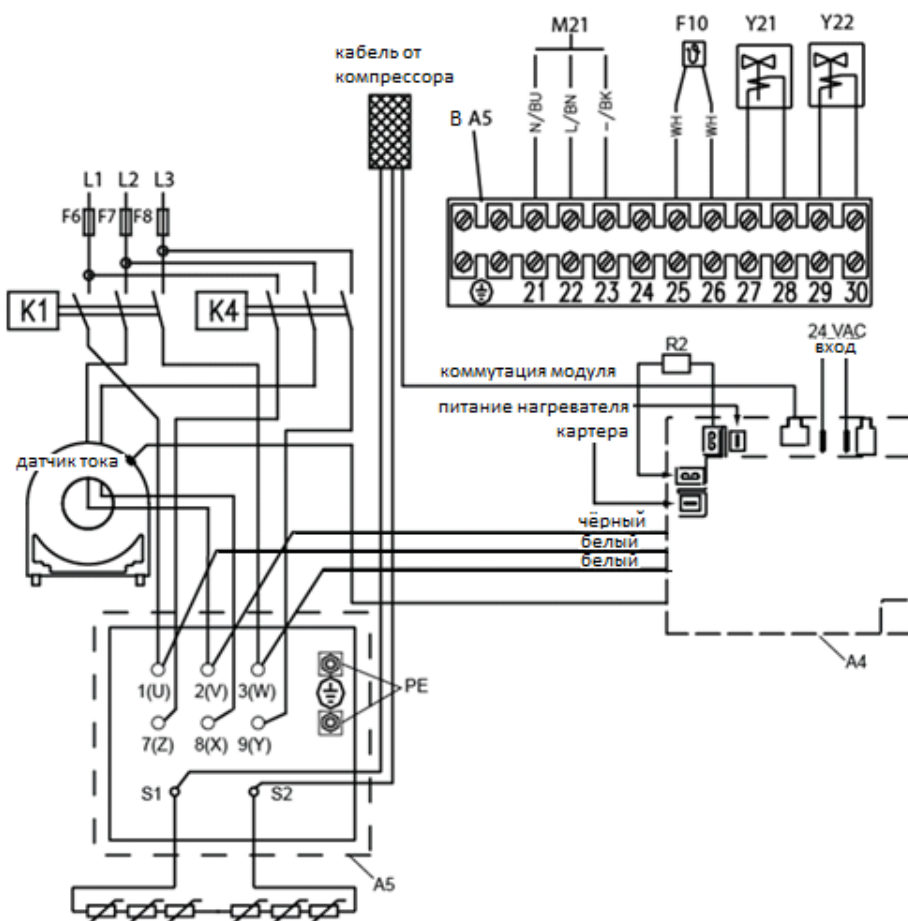 M21
F10
Y21
Y22
кабель от
компрессора
N/BU
L/BN
–/BK
WH
WH
В А5
L1
L2
L3
F6
F7
F8
21
22
23
24
25
26
27
28
29
30
K1
K4
24 VAC
вход
R2
коммутация модуля
питание нагревателя
картера
датчик тока
чёрный
белый
белый
A4
1(U)
2(V)
3(W)
PE
7(Z)
8(X)
9(Y)
S1
S2
A5